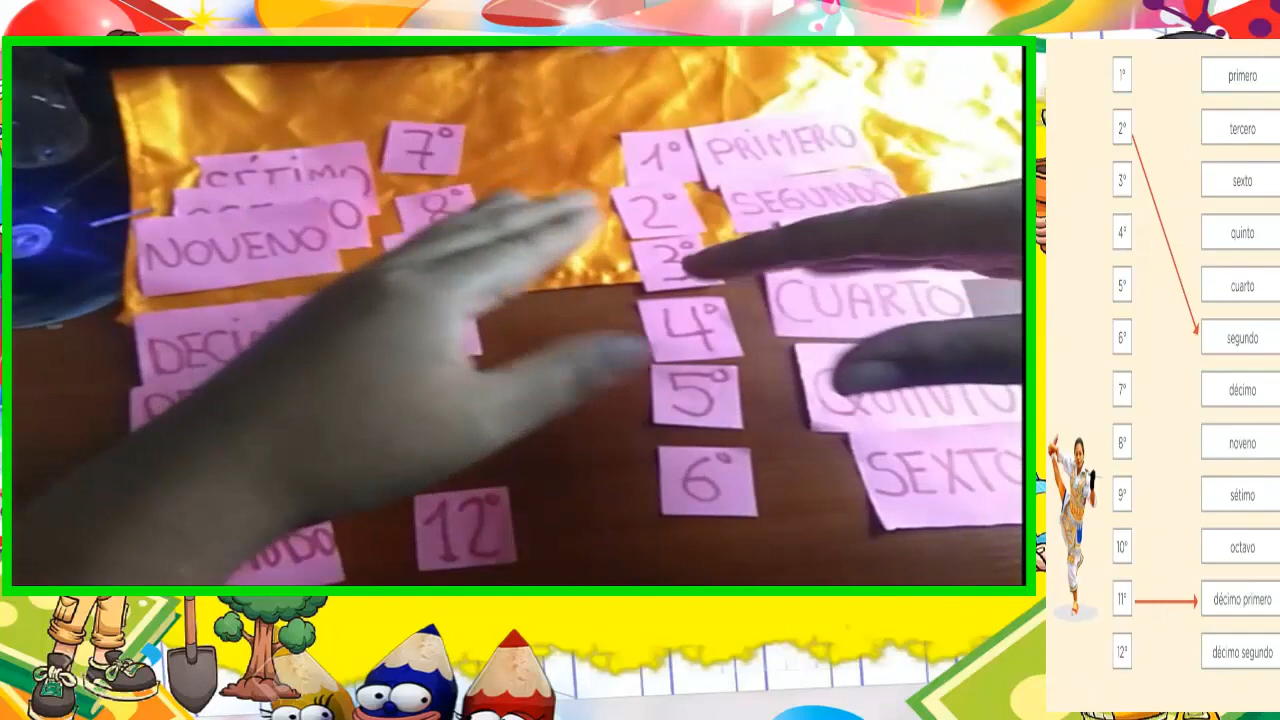 7°
1° PRIMERO
8°
2° SEGUNDO
NOVENO
3°
4° CUARTO
5° QUINTO
6° SEXTO
12°
1° primero
2° tercero
3° sexto
4° quinto
5° cuarto
6° segundo
7° décimo
8° noveno
9° sétimo
10° octavo
11° décimo primero
12° décimo segundo